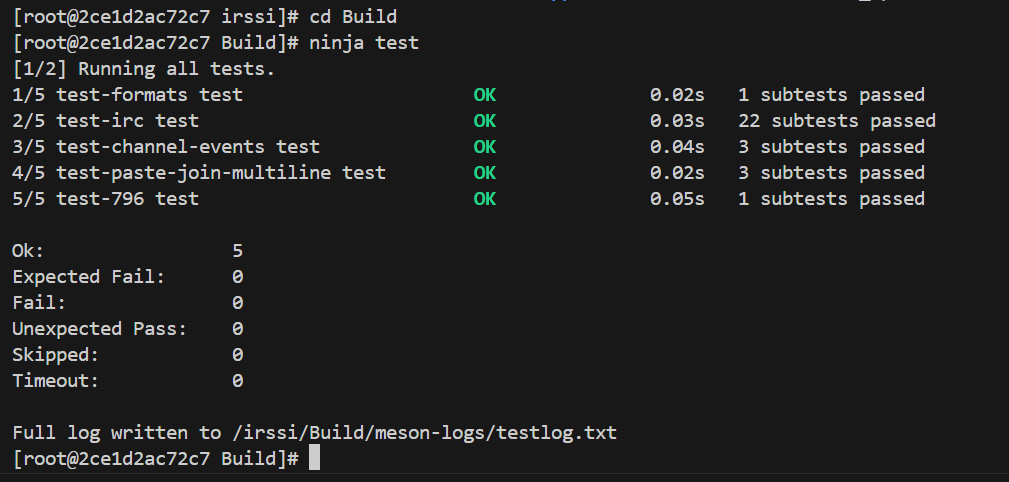 [root@2ce1d2ac72c7 irssi]# cd Build
[root@2ce1d2ac72c7 Build]# ninja test
[1/2] Running all tests.
1/5 test-formats test                     OK              0.02s   1 subtests passed
2/5 test-irc test                         OK              0.03s   22 subtests passed
3/5 test-channel-events test              OK              0.04s   3 subtests passed
4/5 test-paste-join-multiline test        OK              0.02s   3 subtests passed
5/5 test-796 test                         OK              0.05s   1 subtests passed

Ok:                 5
Expected Fail:      0
Fail:               0
Unexpected Pass:    0
Skipped:            0
Timeout:            0

Full log written to /irssi/Build/meson-logs/testlog.txt
[root@2ce1d2ac72c7 Build]#